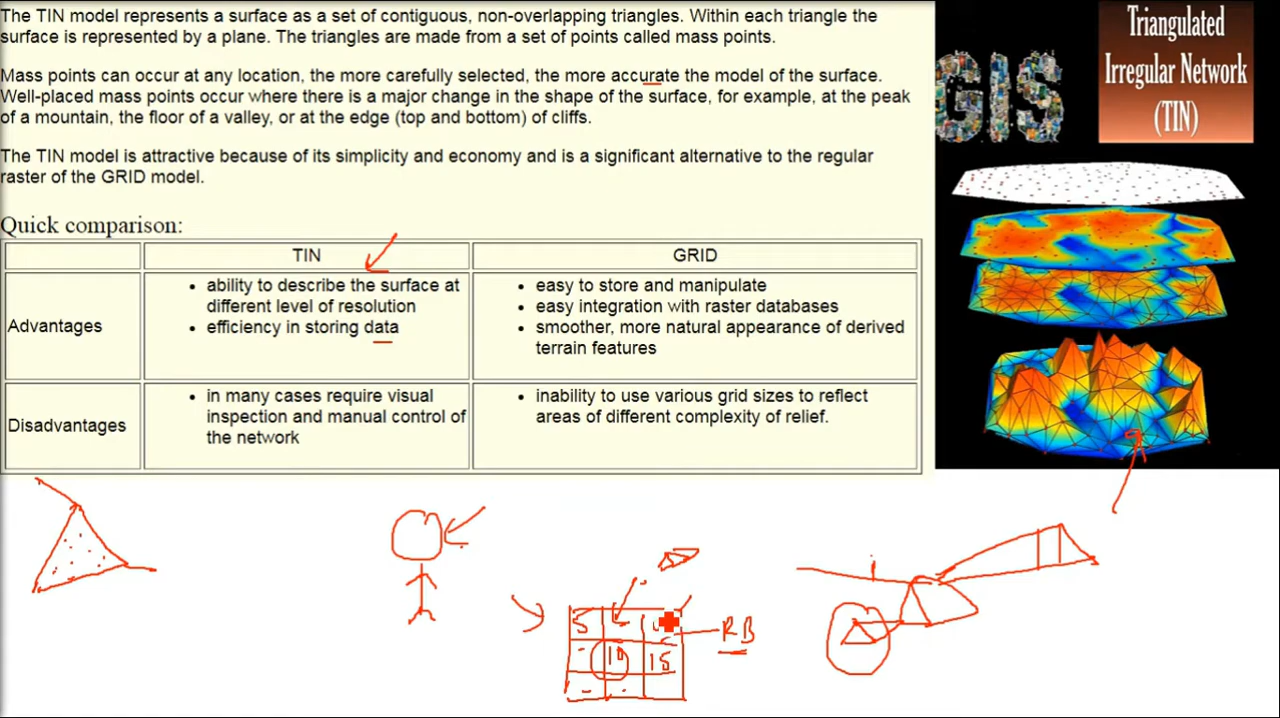 The TIN model represents a surface as a set of contiguous, non-overlapping triangles. Within each triangle the
surface is represented by a plane. The triangles are made from a set of points called mass points.
Mass points can occur at any location, the more carefully selected, the more accurate the model of the surface.
Well-placed mass points occur where there is a major change in the shape of the surface, for example, at the peak
of a mountain, the floor of a valley, or at the edge (top and bottom) of cliffs.
The TIN model is attractive because of its simplicity and economy and is a significant alternative to the regular
raster of the GRID model.
GIS
Triangulated
Irregular Network
(TIN)
Quick comparison:
TIN
GRID
Advantages
• ability to describe the surface at
different level of resolution
• efficiency in storing data
• easy to store and manipulate
• easy integration with raster databases
• smoother, more natural appearance of derived
terrain features
Disadvantages
• in many cases require visual
inspection and manual control of
the network
• inability to use various grid sizes to reflect
areas of different complexity of relief.
5 -
- 10 15
- -
RB